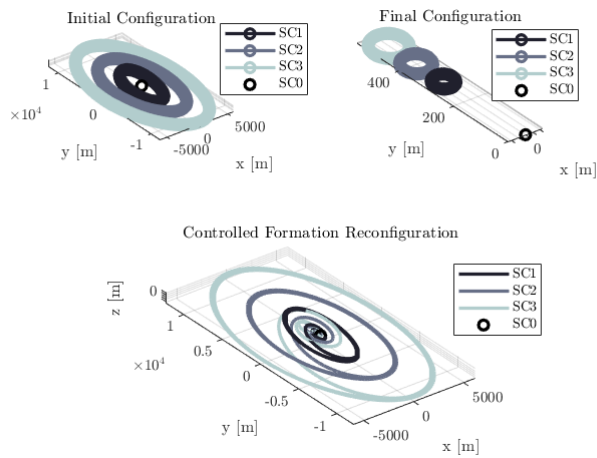 Initial Configuration
SC1
SC2
SC3
SC0
1
×10⁴
0
-1
y [m]
-5000
0
5000
x [m]
Final Configuration
SC1
SC2
SC3
SC0
400
200
0
y [m]
0
x [m]
Controlled Formation Reconfiguration
SC1
SC2
SC3
SC0
z [m]
0
1
0.5
×10⁴
0
-0.5
-1
y [m]
-5000
0
5000
x [m]